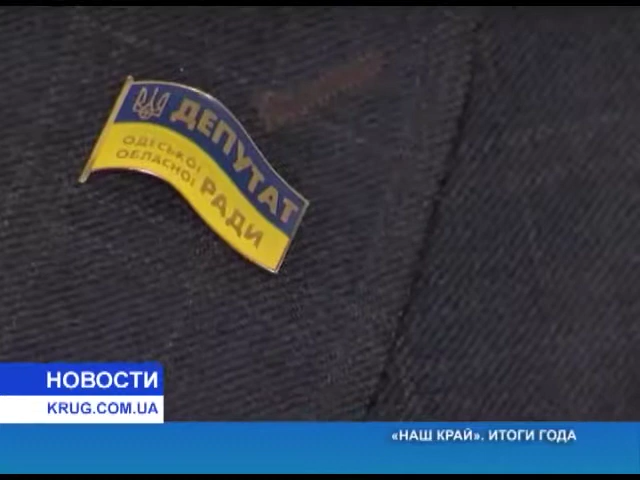 ДЕПУТАТ
ОДЕСЬКОЇ
ОБЛАСНОЇ
РАДИ
НОВОСТИ
KRUG.COM.UA
«НАШ КРАЙ». ИТОГИ ГОДА